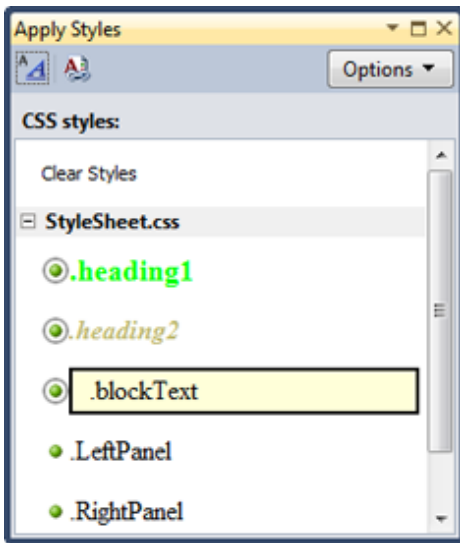 Apply Styles
Options
CSS styles:
Clear Styles
StyleSheet.css
.heading1
.heading2
.blockText
.LeftPanel
.RightPanel